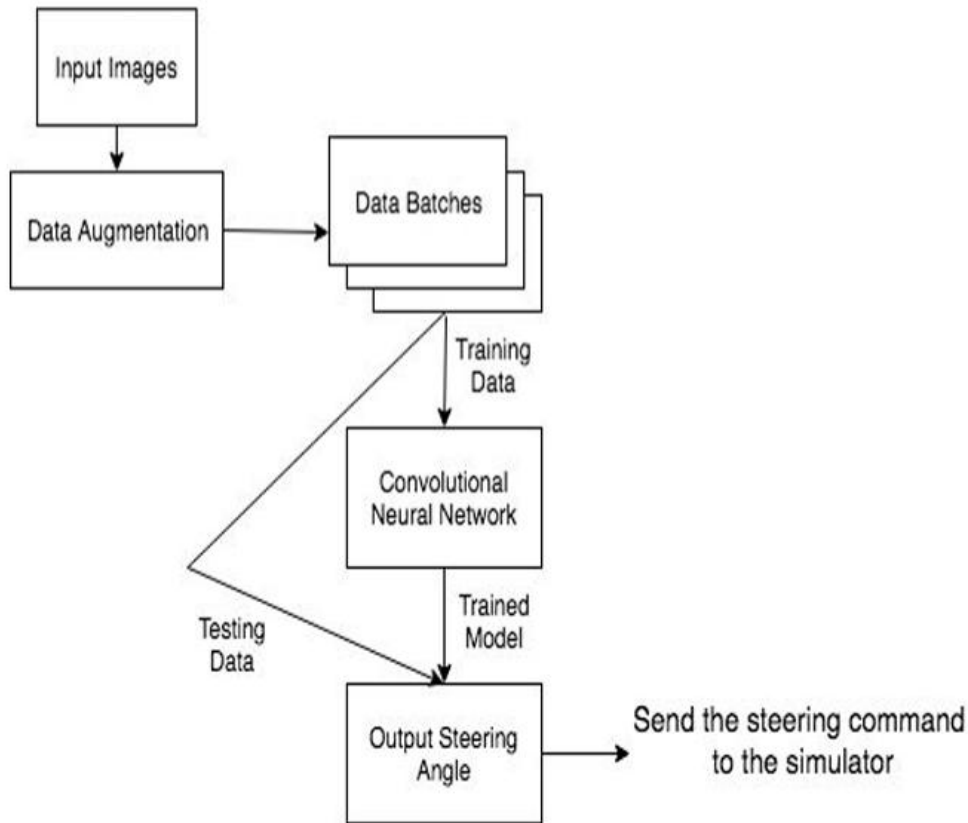 Input Images
Data Augmentation
Data Batches
Training
Data
Convolutional
Neural Network
Testing
Data
Trained
Model
Output Steering
Angle
Send the steering command
to the simulator